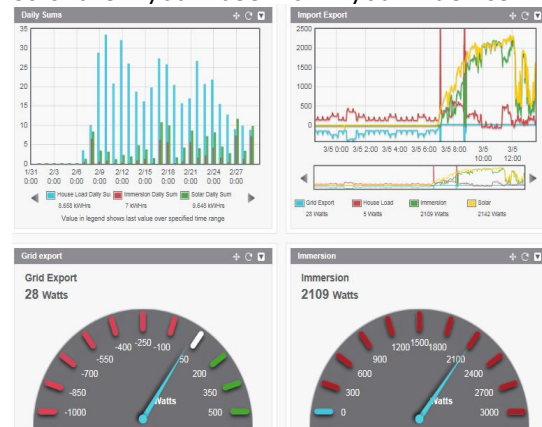 Daily Sums
35
30
25
20
15
10
5
0
1/31 0:00
2/3 0:00
2/6 0:00
2/9 0:00
2/12 0:00
2/15 0:00
2/18 0:00
2/21 0:00
2/24 0:00
2/27 0:00
House Load Daily Su
8.655 kWHrs
Immersion Daily Sum
7 kWHrs
Solar Daily Sum
9.648 kWHrs
Value in legend shows last value over specified time range
Import Export
2500
2000
1500
1000
500
0
3/5 0:00 3/5 2:00 3/5 4:00 3/5 6:00 3/5 8:00 3/5 10:00 3/5 12:00
Grid Export
28 Watts
House Load
5 Watts
Immersion
2109 Watts
Solar
2142 Watts
Grid export
Grid Export
28 Watts
-1000
-850
-700
-550
-400
-250
-100
50
200
350
500
Watts
Immersion
Immersion
2109 Watts
0
300
600
900
1200
1500
1800
2100
2400
2700
3000
Watts